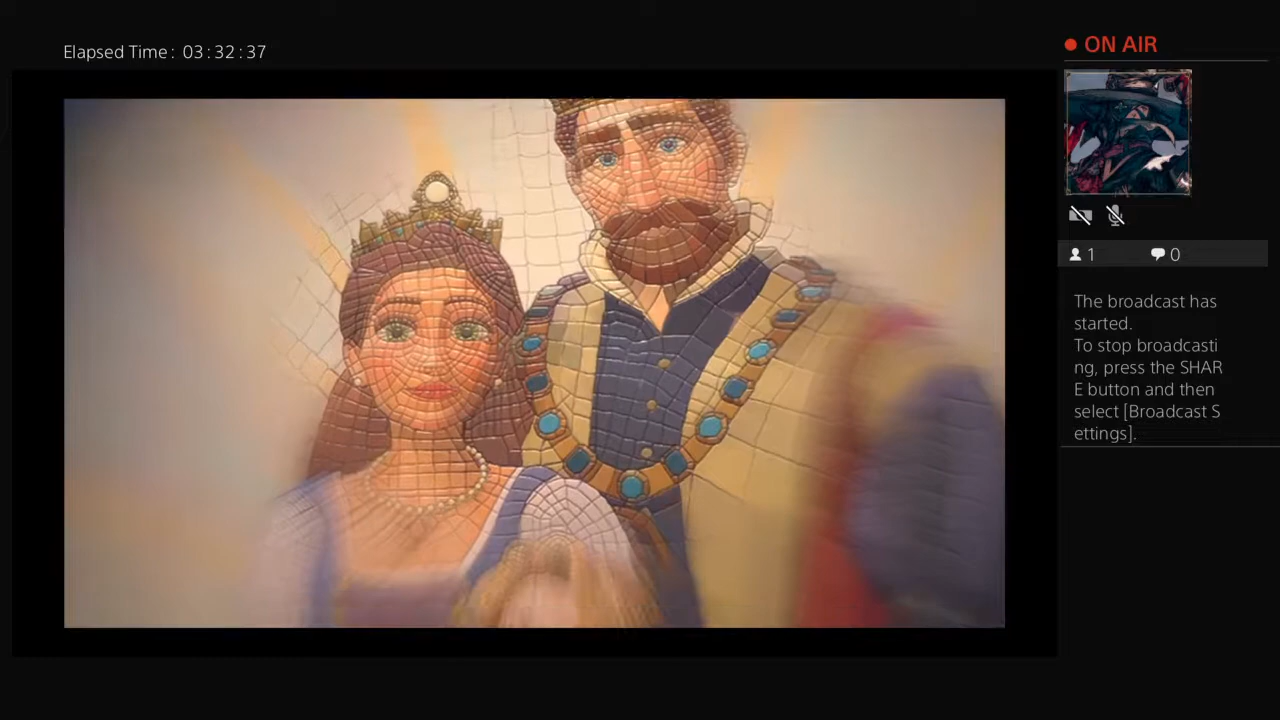 Elapsed Time: 03:32:37
ON AIR
1
0
The broadcast has
started.
To stop broadcasti
ng, press the SHAR
E button and then
select [Broadcast S
ettings].